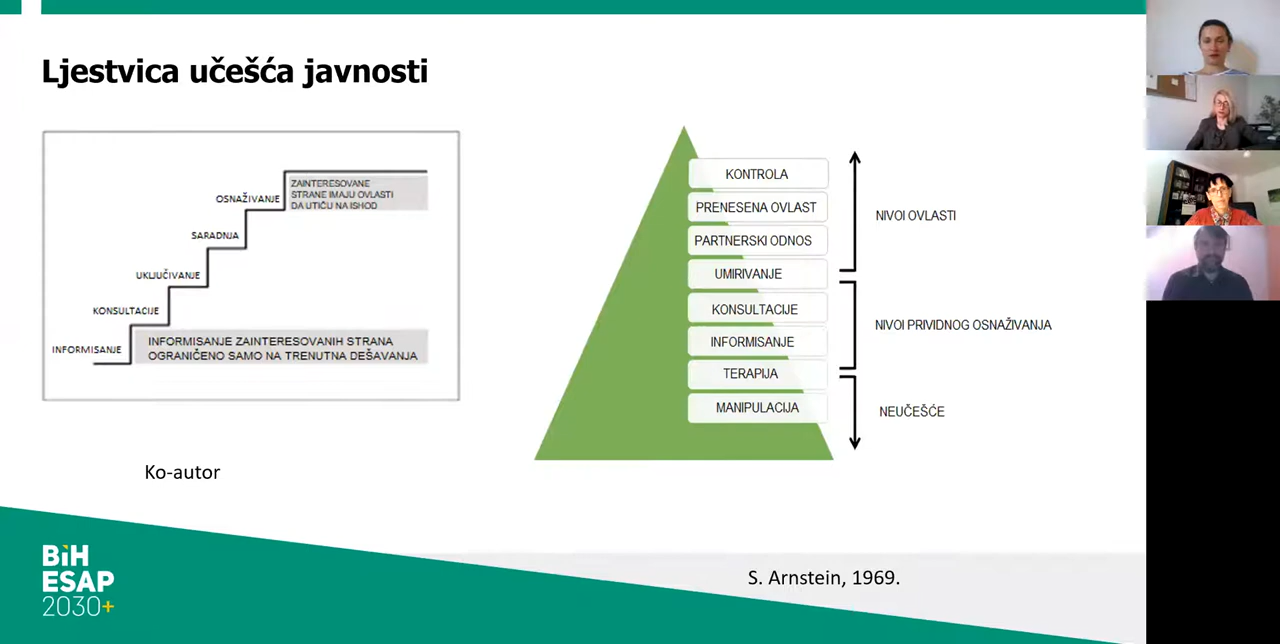 Ljestvica učešća javnosti
OSNAŽIVANJE
ZAINTERESOVANE
STRANE IMAJU OVLASTI
DA UTIČU NA ISHOD
SARADNJA
UKLJUČIVANJE
KONSULTACIJE
INFORMISANJE
INFORMISANJE ZAINTERESOVANIH STRANA
OGRANIČENO SAMO NA TRENUTNA DEŠAVANJA
Ko-autor
KONTROLA
PRENESENA OVLAST
PARTNERSKI ODNOS
UMIRIVANJE
KONSULTACIJE
INFORMISANJE
TERAPIJA
MANIPULACIJA
NIVOI OVLASTI
NIVOI PRIVIDNOG OSNAŽIVANJA
NEUČEŠĆE
S. Arnstein, 1969.
BiH
ESAP
2030+